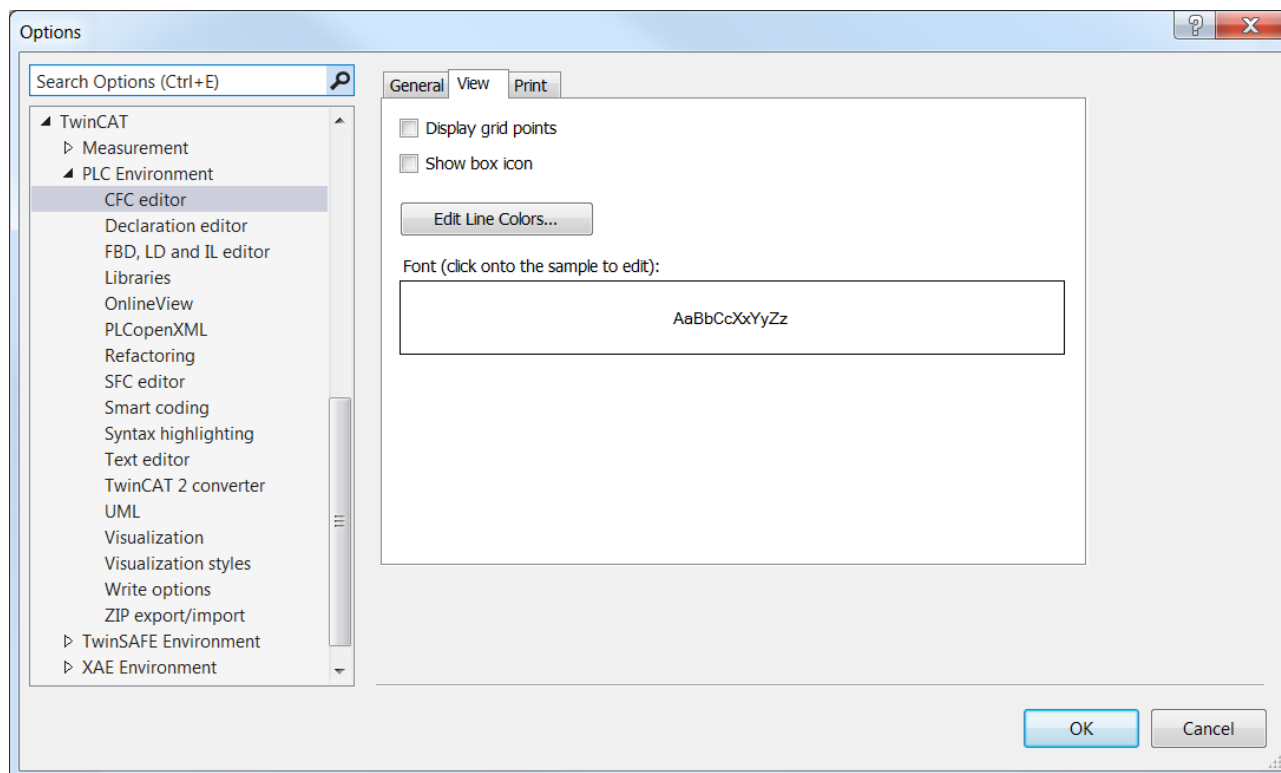 Options
Search Options (Ctrl+E)
TwinCAT
Measurement
PLC Environment
CFC editor
Declaration editor
FBD, LD and IL editor
Libraries
OnlineView
PLCopenXML
Refactoring
SFC editor
Smart coding
Syntax highlighting
Text editor
TwinCAT 2 converter
UML
Visualization
Visualization styles
Write options
ZIP export/import
TwinSAFE Environment
XAE Environment
General View Print
Display grid points
Show box icon
Edit Line Colors...
Font (click onto the sample to edit):
AaBbCcXxYyZz
OK Cancel